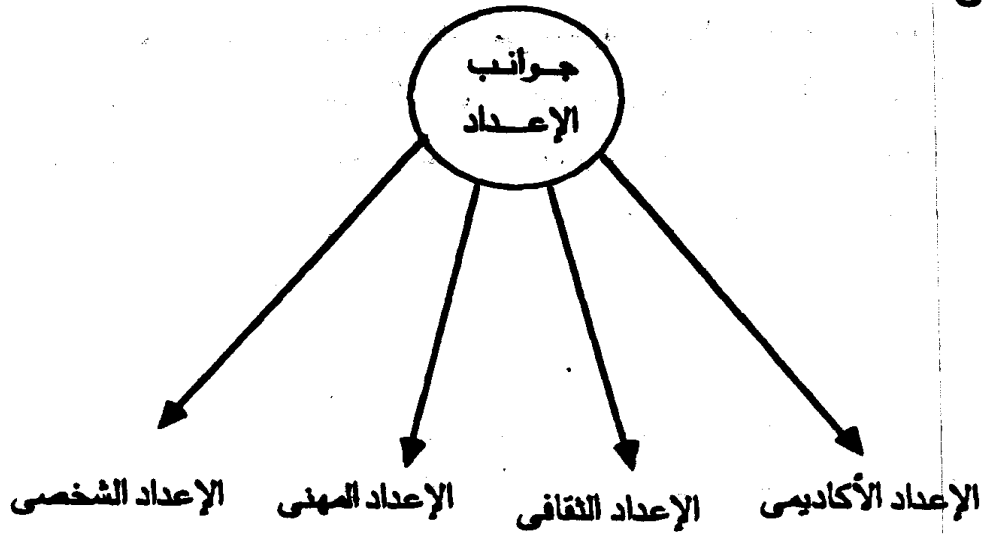 جوانب
الإعداد
الإعداد الأكاديمى
الإعداد الثقافى
الإعداد المهنى
الإعداد الشخصى